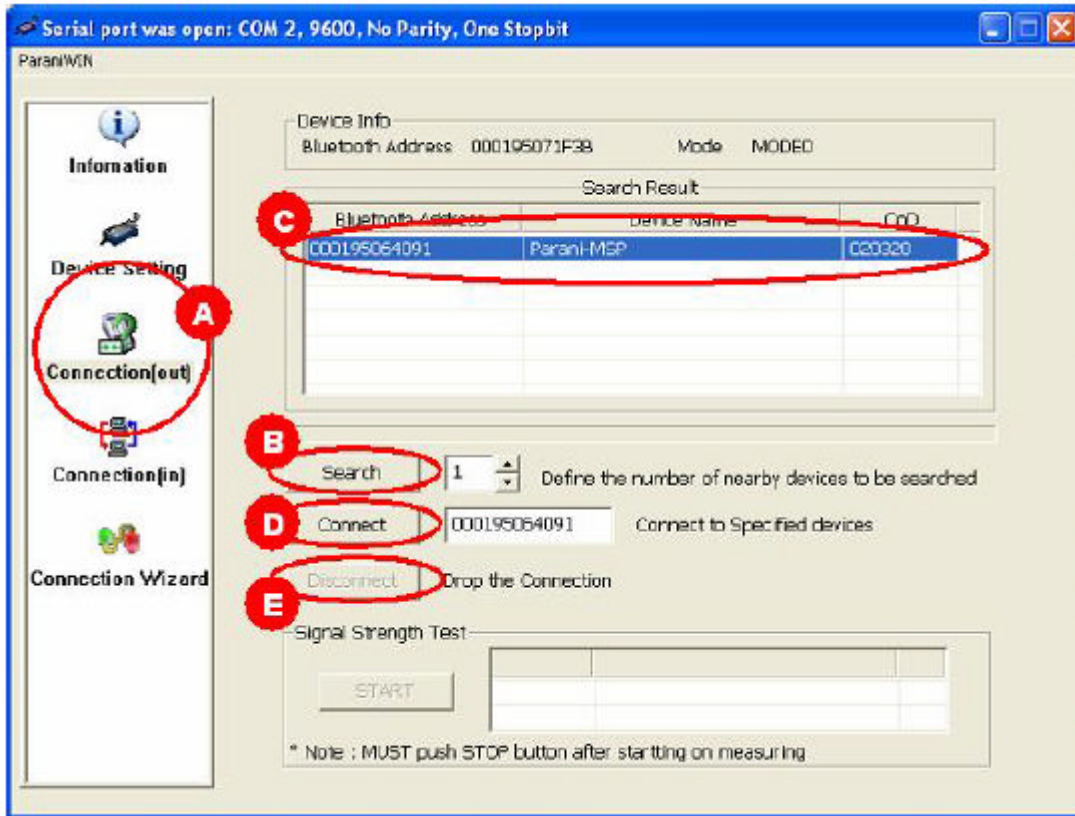 Serial port was open: COM 2, 9600, No Parity, One Stopbit
ParaniWIN
Information
Device Setting
A
Connection(out)
Connection(in)
Connection Wizard
Device Info
Bluetooth Address 000195071F3B Mode MODE0
Search Result
C
Bluetooth Address Device Name CoD
000195064091 Parani-MSP 020320
B
Search 1 Define the number of nearby devices to be searched
D
Connect 000195064091 Connect to Specified devices
Disconnect Drop the Connection
E
Signal Strength Test
START
* Note : MUST push STOP button after startting on measuring